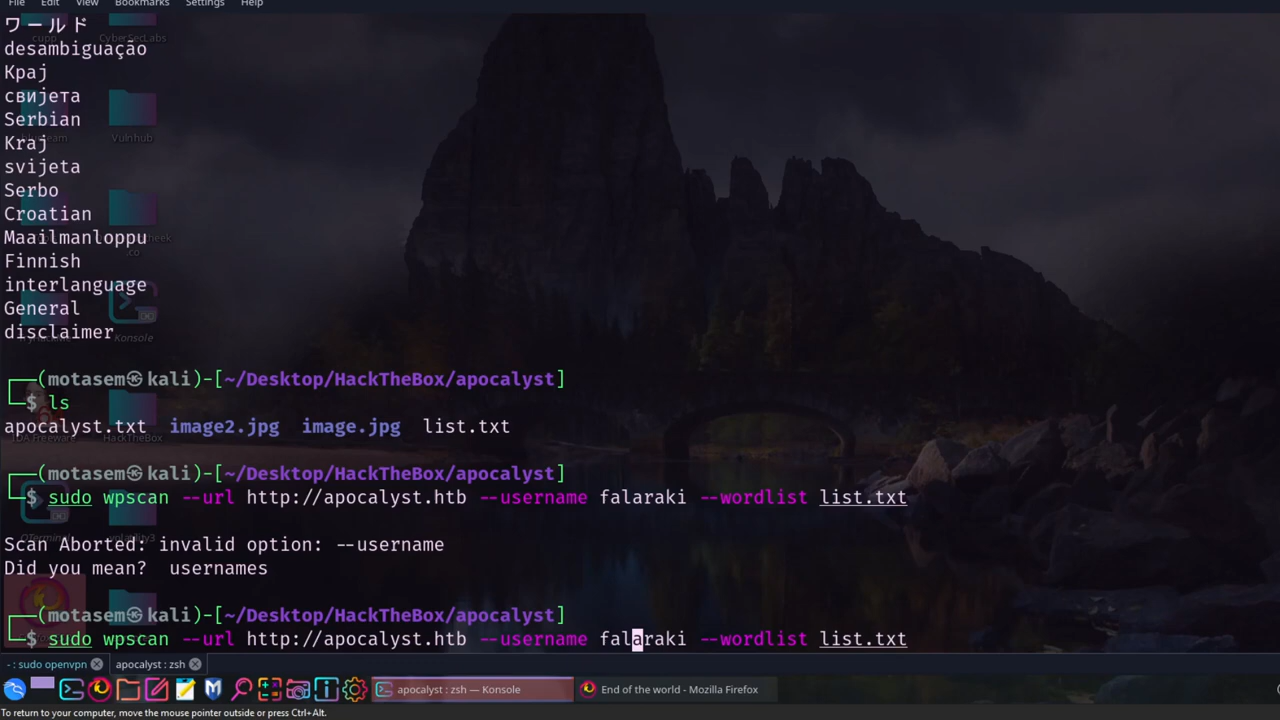 File Edit View Bookmarks Settings Help
ワールド
desambiguação
Крај
свијета
Serbian
Kraj
svijeta
Serbo
Croatian
Maailmanloppu
Finnish
interlanguage
General
disclaimer
cupp CyberSecLabs
Vulnhub
Konsole
HackTheBox
┌──(motasem㉿kali)-[~/Desktop/HackTheBox/apocalyst]
└─$ ls
apocalyst.txt image2.jpg image.jpg list.txt
┌──(motasem㉿kali)-[~/Desktop/HackTheBox/apocalyst]
└─$ sudo wpscan --url http://apocalyst.htb --username falaraki --wordlist list.txt
Scan Aborted: invalid option: --username
Did you mean? usernames
┌──(motasem㉿kali)-[~/Desktop/HackTheBox/apocalyst]
└─$ sudo wpscan --url http://apocalyst.htb --username falaraki --wordlist list.txt
- : sudo openvpn apocalyst : zsh
apocalyst : zsh — Konsole End of the world - Mozilla Firefox
To return to your computer, move the mouse pointer outside or press Ctrl+Alt.